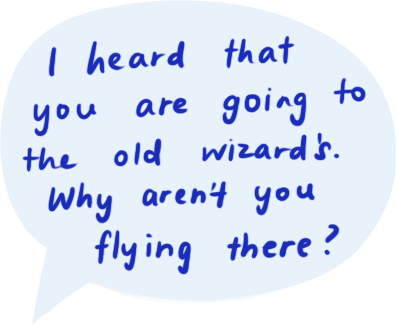 I heard that
you are going to
the old wizard's.
Why aren't you
flying there?